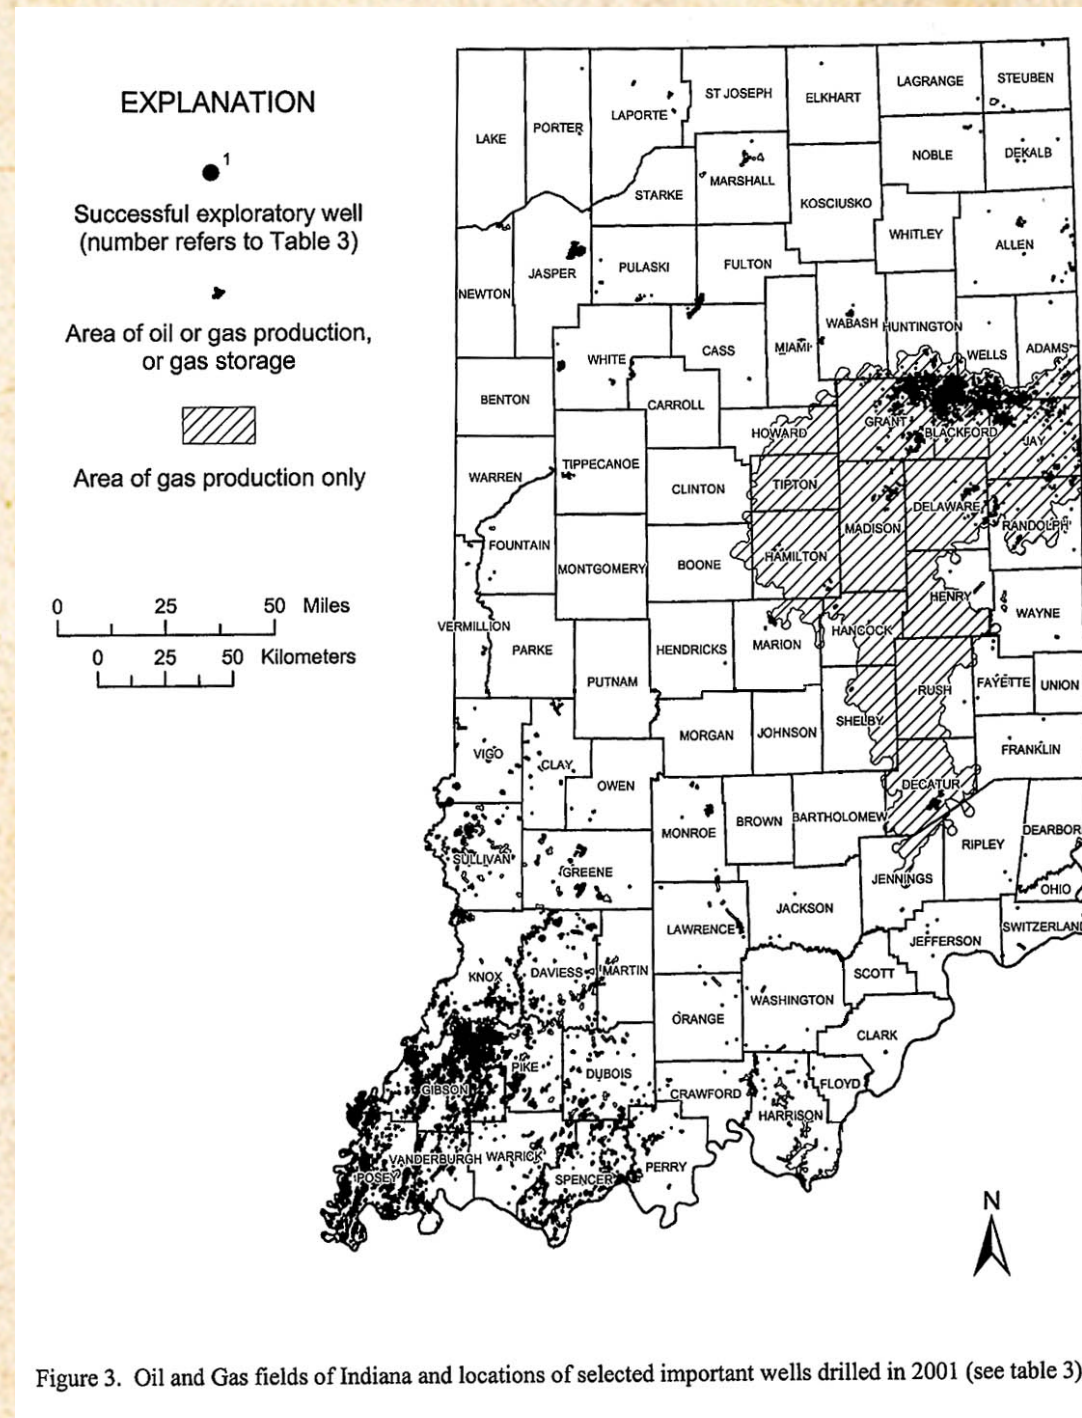 EXPLANATION
1
Successful exploratory well
(number refers to Table 3)
Area of oil or gas production,
or gas storage
Area of gas production only
0 25 50 Miles
0 25 50 Kilometers
LAKE
PORTER
LAPORTE
ST JOSEPH
ELKHART
LAGRANGE
STEUBEN
NOBLE
DEKALB
STARKE
MARSHALL
KOSCIUSKO
WHITLEY
ALLEN
NEWTON
JASPER
PULASKI
FULTON
WABASH
HUNTINGTON
WELLS
ADAMS
WHITE
CASS
MIAMI
BENTON
CARROLL
HOWARD
GRANT
BLACKFORD
JAY
WARREN
TIPPECANOE
CLINTON
TIPTON
MADISON
DELAWARE
RANDOLPH
FOUNTAIN
MONTGOMERY
BOONE
HAMILTON
HENRY
WAYNE
VERMILLION
PARKE
PUTNAM
HENDRICKS
MARION
HANCOCK
RUSH
FAYETTE
UNION
SHELBY
MORGAN
JOHNSON
FRANKLIN
VIGO
CLAY
OWEN
DECATUR
MONROE
BROWN
BARTHOLOMEW
RIPLEY
DEARBOR
SULLIVAN
GREENE
JENNINGS
OHIO
JACKSON
LAWRENCE
JEFFERSON
SWITZERLAND
KNOX
DAVIESS
MARTIN
SCOTT
WASHINGTON
ORANGE
CLARK
PIKE
DUBOIS
GIBSON
CRAWFORD
FLOYD
HARRISON
VANDERBURGH
WARRICK
POSEY
SPENCER
PERRY
N
Figure 3. Oil and Gas fields of Indiana and locations of selected important wells drilled in 2001 (see table 3)